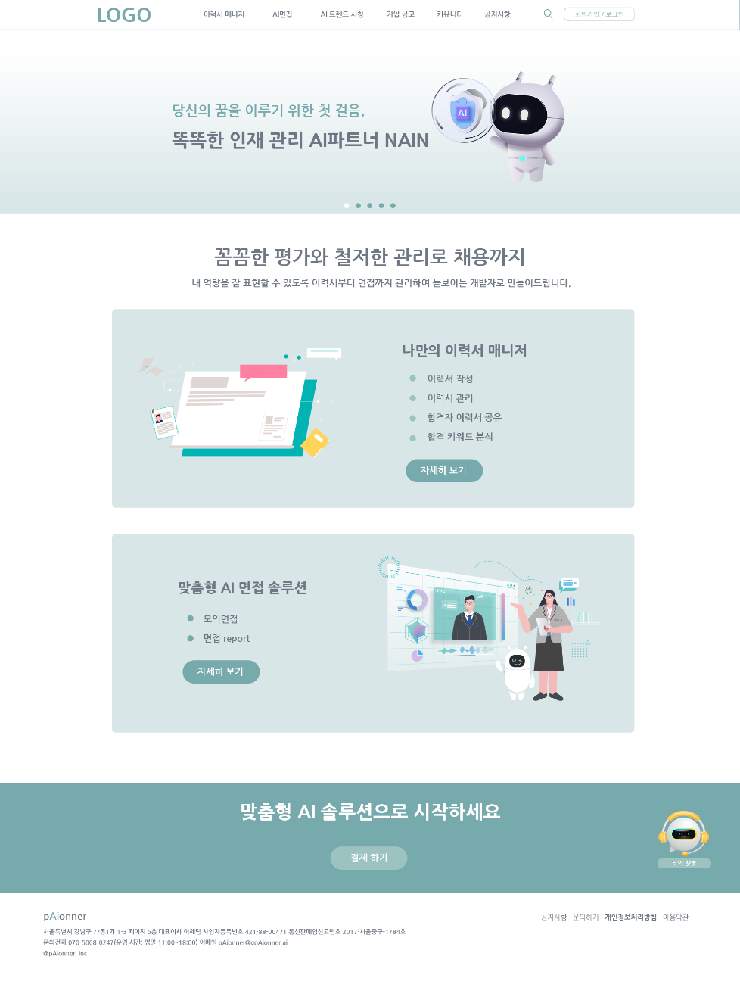 LOGO
이력서 매니저 AI면접 AI 트렌드 시청 기업 공고 커뮤니티 공지사항 회원가입 / 로그인
당신의 꿈을 이루기 위한 첫 걸음,
똑똑한 인재 관리 AI파트너 NAIN
AI
꼼꼼한 평가와 철저한 관리로 채용까지
내 역량을 잘 표현할 수 있도록 이력서부터 면접까지 관리하여 돋보이는 개발자로 만들어드립니다.
나만의 이력서 매니저
이력서 작성
이력서 관리
합격자 이력서 공유
합격 키워드 분석
자세히 보기
맞춤형 AI 면접 솔루션
모의면접
면접 report
자세히 보기
맞춤형 AI 솔루션으로 시작하세요
결제 하기
문의 챗봇
pAionner
공지사항 문의하기 개인정보처리방침 이용약관
서울특별시 강남구 ??동1가 1-3 페이지 5층 대표이사 이혜림 사업자등록번호 421-88-00471 통신판매업신고번호 2017-서울중구-1784호
문의전화 070-5008-0247(운영 시간: 평일 11:00~18:00) 이메일 pAionner@gpAionner.ai
@pAionner, Inc